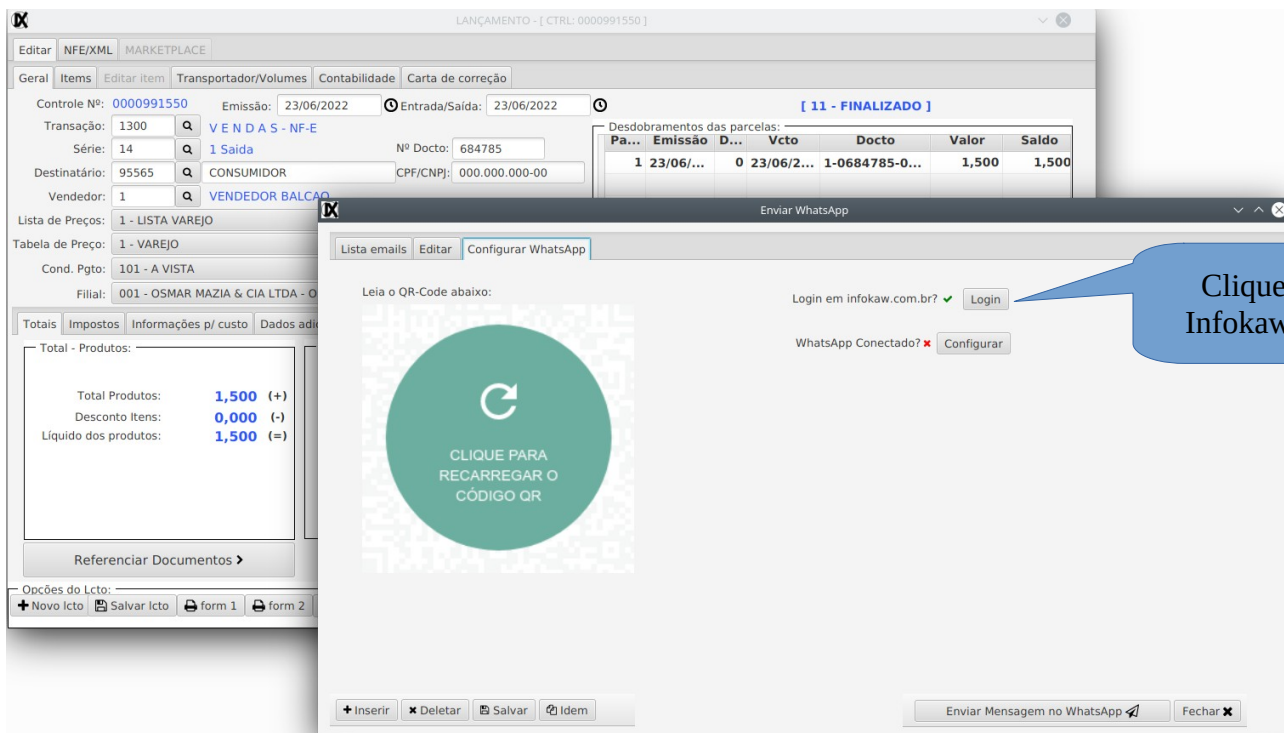 LANÇAMENTO - [ CTRL: 0000991550 ]
Editar NFE/XML MARKETPLACE
Geral Items Editar item Transportador/Volumes Contabilidade Carta de correção
Controle Nº: 0000991550 Emissão: 23/06/2022 Entrada/Saída: 23/06/2022 [ 11 - FINALIZADO ]
Transação: 1300 V E N D A S - NF-E
Desdobramentos das parcelas:
Pa... Emissão D... Vcto Docto Valor Saldo
1 23/06/... 0 23/06/2... 1-0684785-0... 1,500 1,500
Série: 14 1 Saida Nº Docto: 684785
Destinatário: 95565 CONSUMIDOR CPF/CNPJ: 000.000.000-00
Vendedor: 1 VENDEDOR BALCAO
Lista de Preços: 1 - LISTA VAREJO
Tabela de Preço: 1 - VAREJO
Cond. Pgto: 101 - A VISTA
Filial: 001 - OSMAR MAZIA & CIA LTDA - O
Totais Impostos Informações p/ custo Dados adi
Total - Produtos:
Total Produtos: 1,500 (+)
Desconto Itens: 0,000 (-)
Líquido dos produtos: 1,500 (=)
Referenciar Documentos
Opções do Lcto:
Novo lcto Salvar lcto form 1 form 2
Enviar WhatsApp
Lista emails Editar Configurar WhatsApp
Leia o QR-Code abaixo:
CLIQUE PARA
RECARREGAR O
CÓDIGO QR
Login em infokaw.com.br? Login
WhatsApp Conectado? Configurar
Clique
Infokaw
Inserir Deletar Salvar Idem
Enviar Mensagem no WhatsApp Fechar